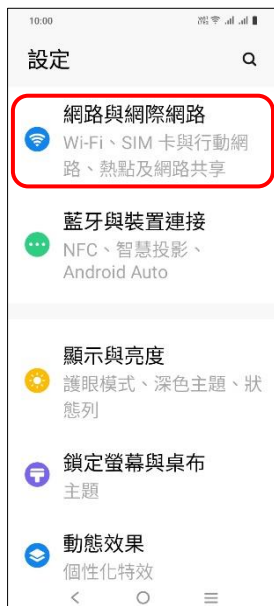 10:00
設定
網路與網際網路
Wi-Fi、SIM 卡與行動網
路、熱點及網路共享
藍牙與裝置連接
NFC、智慧投影、
Android Auto
顯示與亮度
護眼模式、深色主題、狀
態列
鎖定螢幕與桌布
主題
動態效果
個性化特效